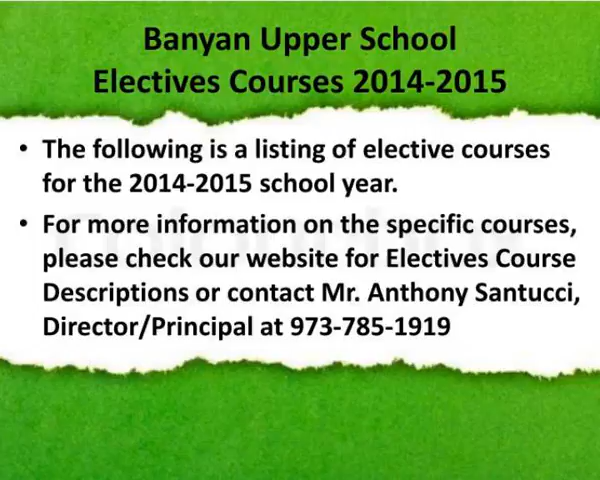 Banyan Upper School
Electives Courses 2014-2015
• The following is a listing of elective courses
for the 2014-2015 school year.
• For more information on the specific courses,
please check our website for Electives Course
Descriptions or contact Mr. Anthony Santucci,
Director/Principal at 973-785-1919